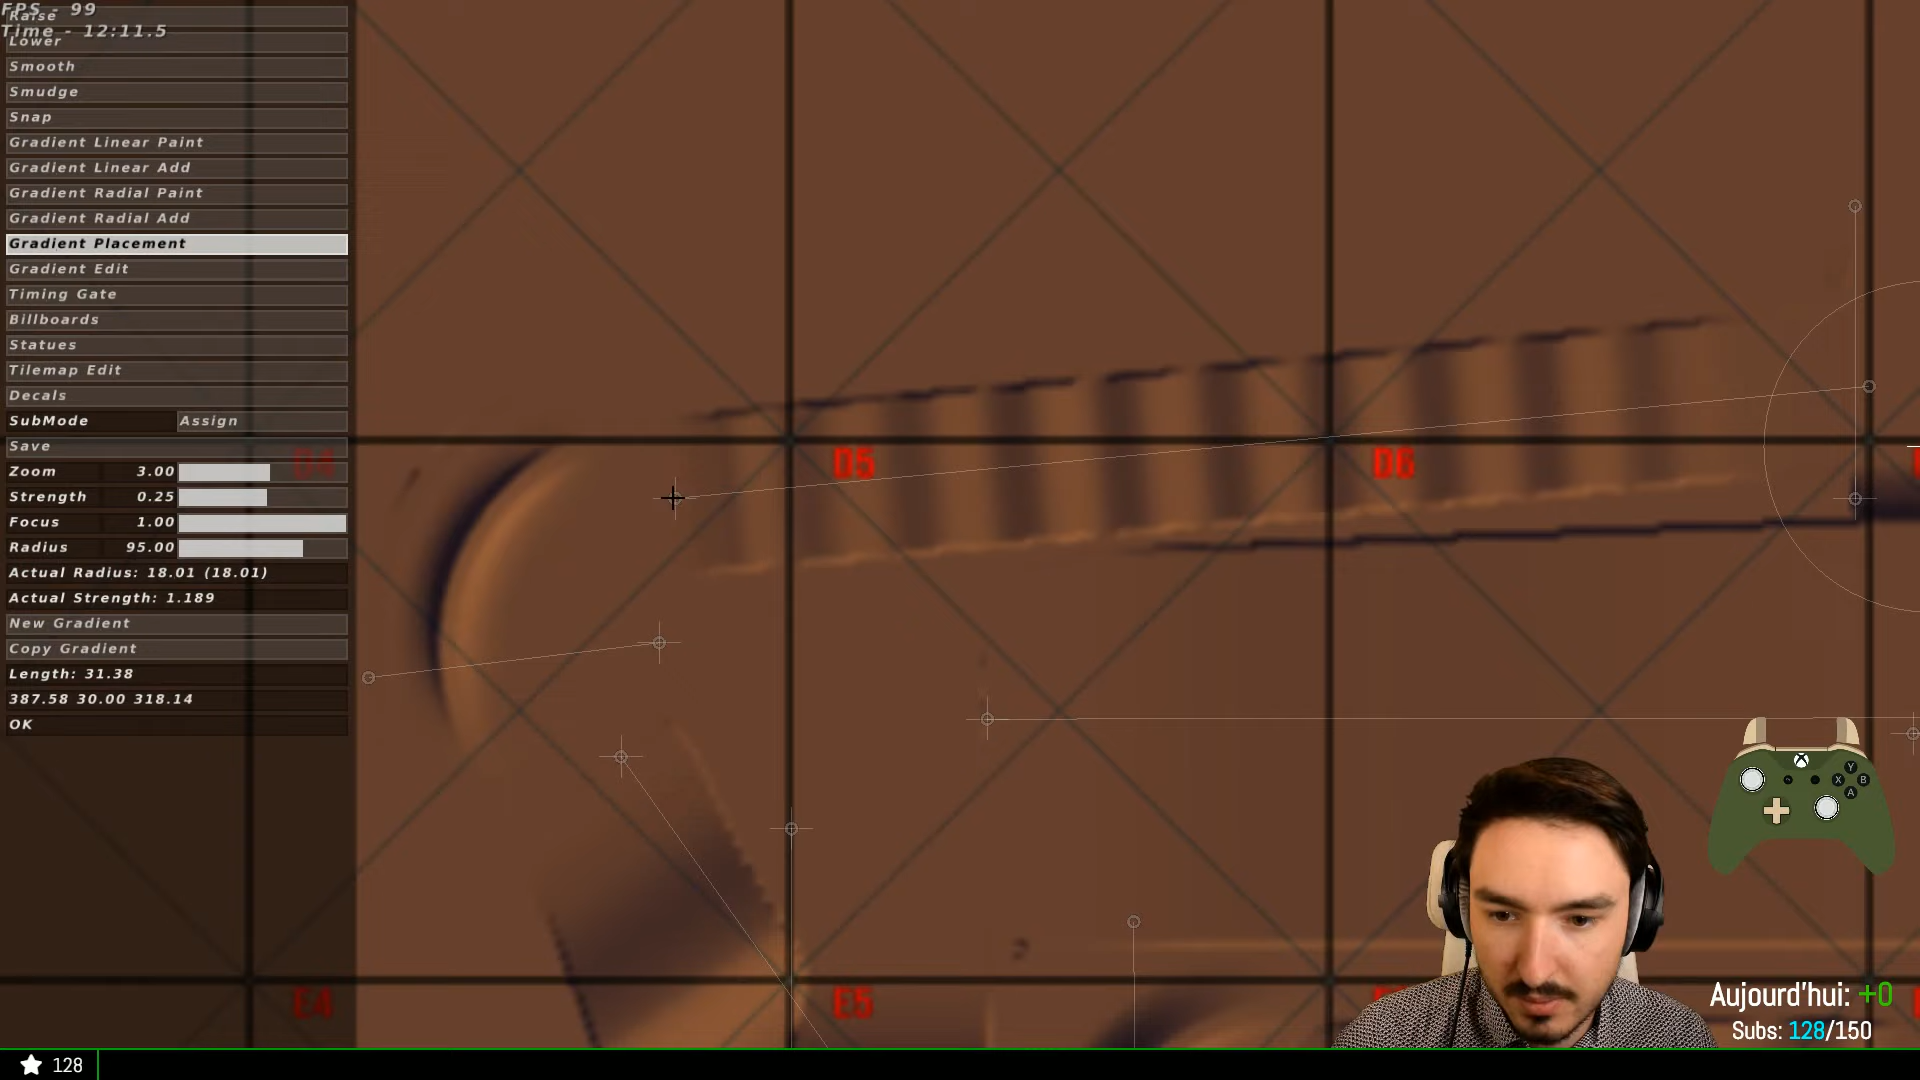 FPS - 99
Raise
Time - 12:11.5
Lower
Smooth
Smudge
Snap
Gradient Linear Paint
Gradient Linear Add
Gradient Radial Paint
Gradient Radial Add
Gradient Placement
Gradient Edit
Timing Gate
Billboards
Statues
Tilemap Edit
Decals
SubMode Assign
Save
Zoom 3.00
Strength 0.25
Focus 1.00
Radius 95.00
Actual Radius: 18.01 (18.01)
Actual Strength: 1.189
New Gradient
Copy Gradient
Length: 31.38
387.58 30.00 318.14
OK
D4
D5
D6
E4
E5
Y
X
B
A
Aujourd'hui: +0
Subs: 128/150
128